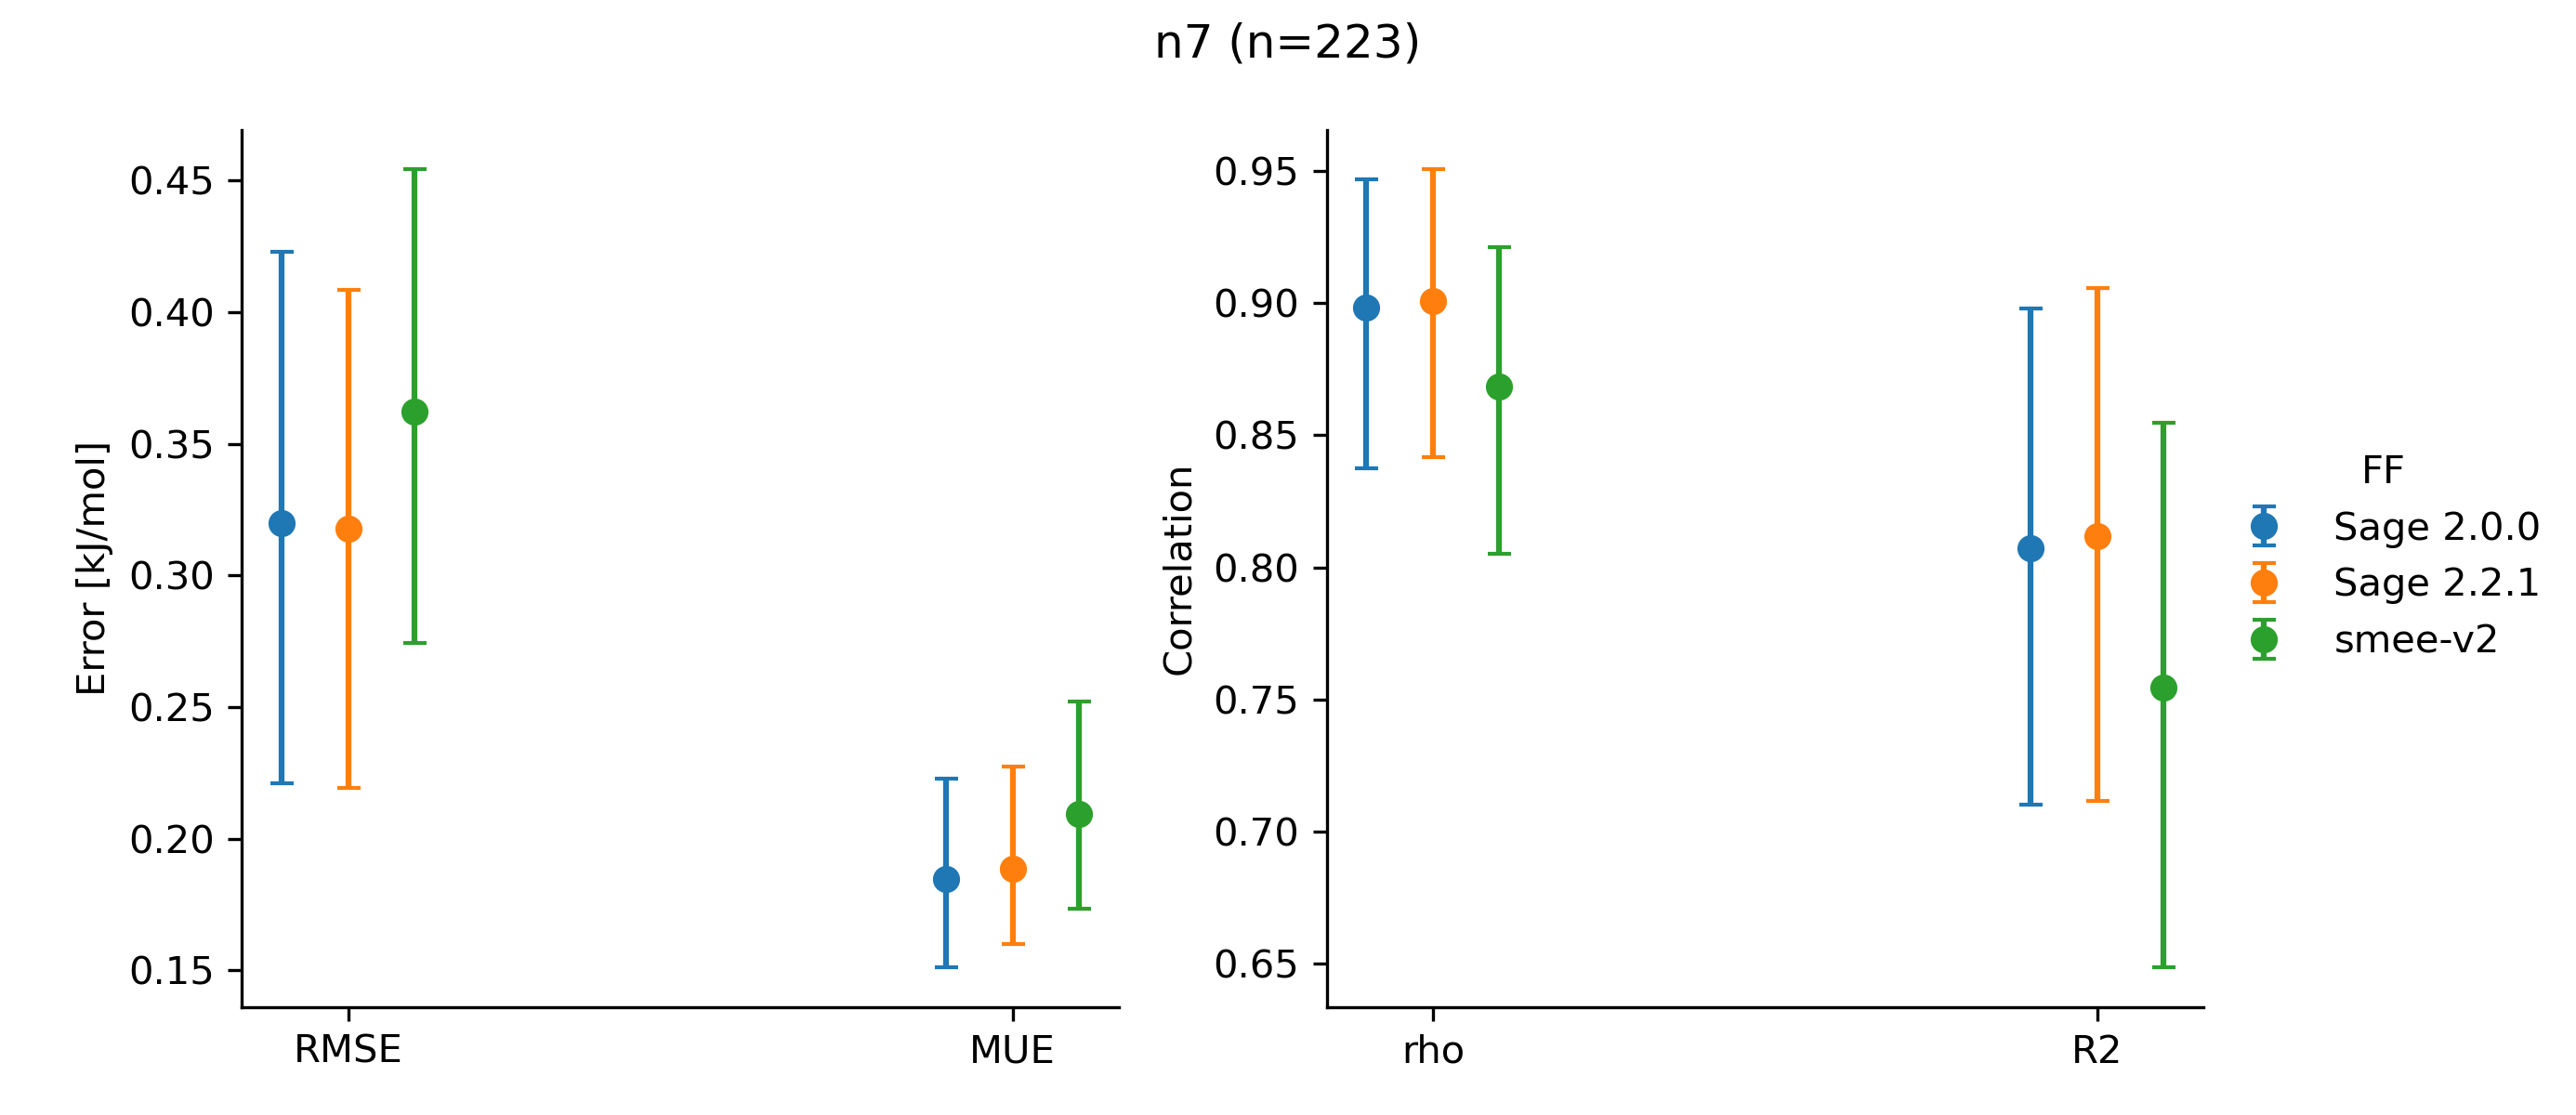 n7 (n=223)
Error [kJ/mol]
0.45
0.40
0.35
0.30
0.25
0.20
0.15
RMSE
MUE
Correlation
0.95
0.90
0.85
0.80
0.75
0.70
0.65
rho
R2
FF
Sage 2.0.0
Sage 2.2.1
smee-v2